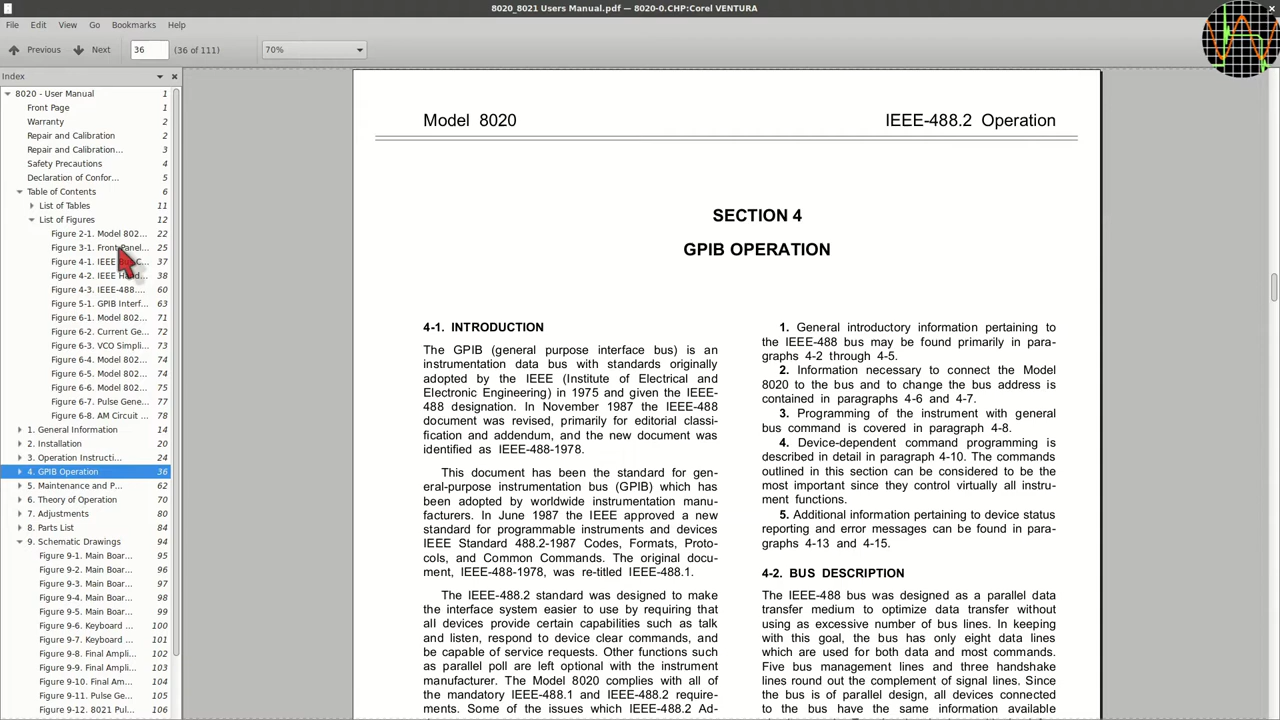 8020_8021 Users Manual.pdf — 8020-0.CHP:Corel VENTURA
File Edit View Go Bookmarks Help
Previous Next 36 (36 of 111) 70%
Index
8020 - User Manual 1
Front Page 1
Warranty 2
Repair and Calibration 2
Repair and Calibration... 3
Safety Precautions 4
Declaration of Confor... 5
Table of Contents 6
List of Tables 11
List of Figures 12
Figure 2-1. Model 802... 22
Figure 3-1. Front Panel... 25
Figure 4-1. IEEE 37
Figure 4-2. IEEE 38
Figure 4-3. IEEE-488.... 60
Figure 5-1. GPIB Interf... 63
Figure 6-1. Model 802... 71
Figure 6-2. Current Ge... 72
Figure 6-3. VCO Simpli... 73
Figure 6-4. Model 802... 74
Figure 6-5. Model 802... 74
Figure 6-6. Model 802... 75
Figure 6-7. Pulse Gene... 77
Figure 6-8. AM Circuit ... 78
1. General Information 14
2. Installation 20
3. Operation Instructi... 24
4. GPIB Operation 36
5. Maintenance and P... 62
6. Theory of Operation 70
7. Adjustments 80
8. Parts List 84
9. Schematic Drawings 94
Figure 9-1. Main Boar... 95
Figure 9-2. Main Boar... 96
Figure 9-3. Main Boar... 97
Figure 9-4. Main Boar... 98
Figure 9-5. Main Boar... 99
Figure 9-6. Keyboard ... 100
Figure 9-7. Keyboard ... 101
Figure 9-8. Final Ampli... 102
Figure 9-9. Final Ampli... 103
Figure 9-10. Final Am... 104
Figure 9-11. Pulse Ge... 105
Figure 9-12. 8021 Pul... 106
Model 8020 IEEE-488.2 Operation
SECTION 4
GPIB OPERATION
4-1. INTRODUCTION
The GPIB (general purpose interface bus) is an
instrumentation data bus with standards originally
adopted by the IEEE (Institute of Electrical and
Electronic Engineering) in 1975 and given the IEEE-
488 designation. In November 1987 the IEEE-488
document was revised, primarily for editorial classi-
fication and addendum, and the new document was
identified as IEEE-488-1978.
This document has been the standard for gen-
eral-purpose instrumentation bus (GPIB) which has
been adopted by worldwide instrumentation manu-
facturers. In June 1987 the IEEE approved a new
standard for programmable instruments and devices
IEEE Standard 488.2-1987 Codes, Formats, Proto-
cols, and Common Commands. The original docu-
ment, IEEE-488-1978, was re-titled IEEE-488.1.
The IEEE-488.2 standard was designed to make
the interface system easier to use by requiring that
all devices provide certain capabilities such as talk
and listen, respond to device clear commands, and
be capable of service requests. Other functions such
as parallel poll are left optional with the instrument
manufacturer. The Model 8020 complies with all of
the mandatory IEEE-488.1 and IEEE-488.2 require-
ments. Some of the issues which IEEE-488.2 Ad-
1. General introductory information pertaining to
the IEEE-488 bus may be found primarily in para-
graphs 4-2 through 4-5.
2. Information necessary to connect the Model
8020 to the bus and to change the bus address is
contained in paragraphs 4-6 and 4-7.
3. Programming of the instrument with general
bus command is covered in paragraph 4-8.
4. Device-dependent command programming is
described in detail in paragraph 4-10. The commands
outlined in this section can be considered to be the
most important since they control virtually all instru-
ment functions.
5. Additional information pertaining to device status
reporting and error messages can be found in para-
graphs 4-13 and 4-15.
4-2. BUS DESCRIPTION
The IEEE-488 bus was designed as a parallel data
transfer medium to optimize data transfer without
using as excessive number of bus lines. In keeping
with this goal, the bus has only eight data lines
which are used for both data and most commands.
Five bus management lines and three handshake
lines round out the complement of signal lines. Since
the bus is of parallel design, all devices connected
to the bus have the same information available